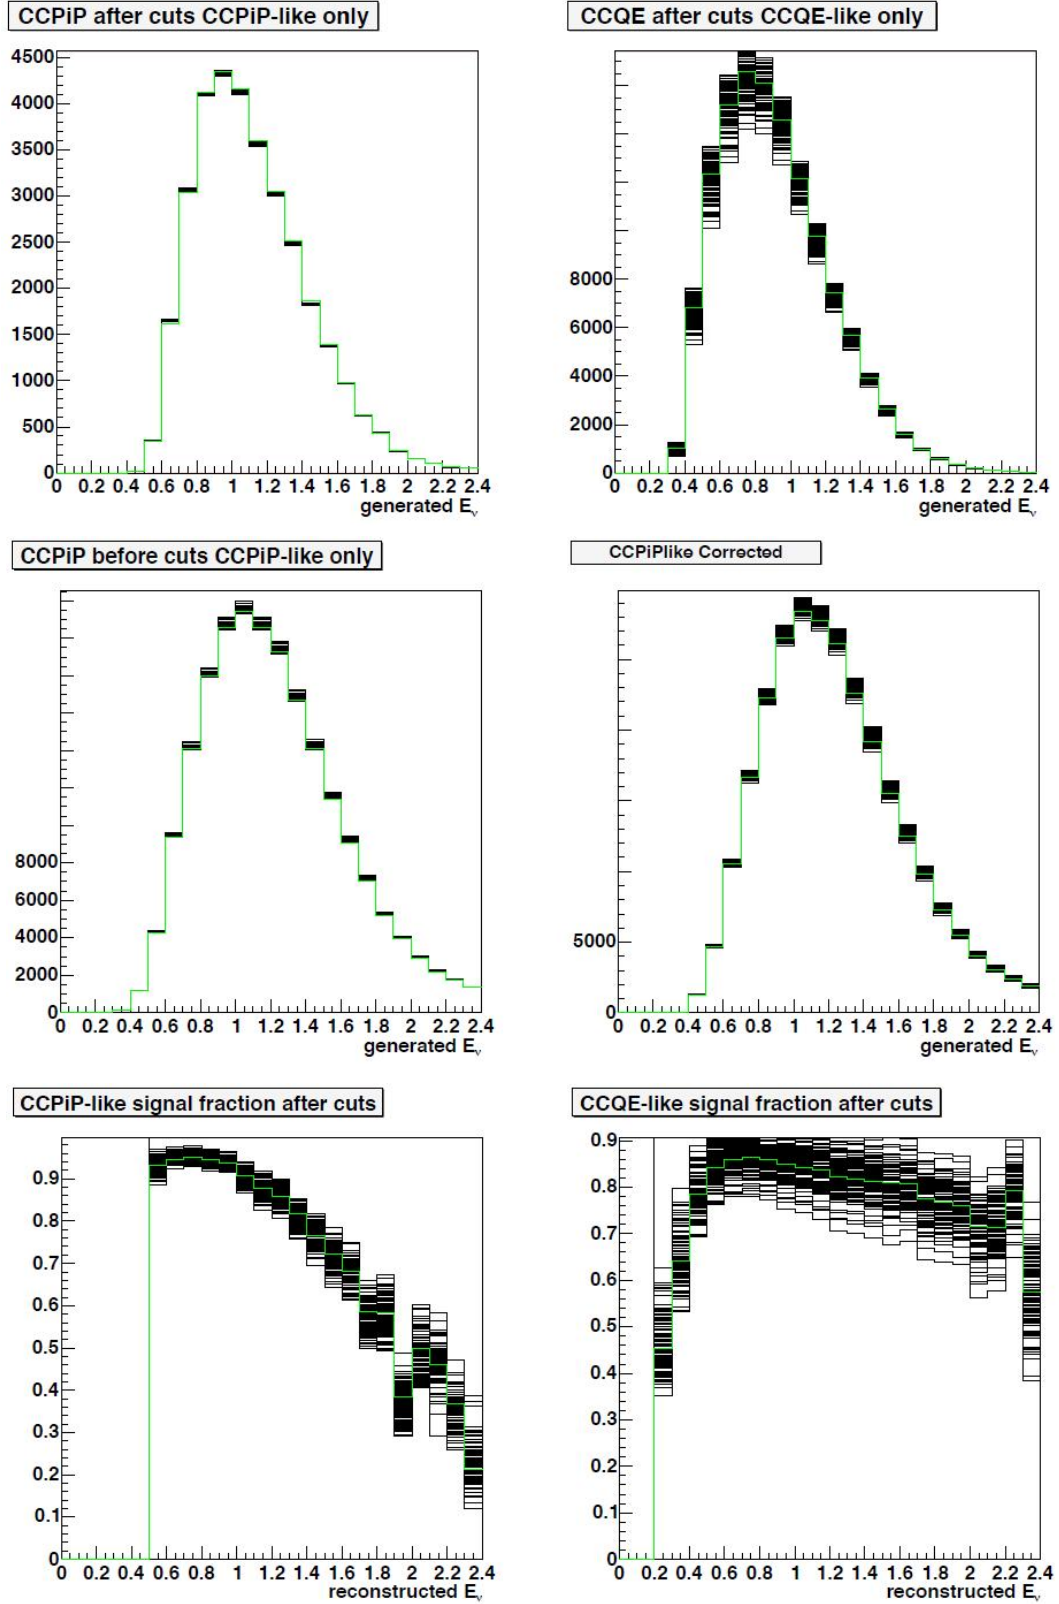 CCPiP after cuts CCPiP-like only
4500
4000
3500
3000
2500
2000
1500
1000
500
0
0 0.2 0.4 0.6 0.8 1 1.2 1.4 1.6 1.8 2 2.2 2.4
generated Eν
CCQE after cuts CCQE-like only
8000
6000
4000
2000
0
0 0.2 0.4 0.6 0.8 1 1.2 1.4 1.6 1.8 2 2.2 2.4
generated Eν
CCPiP before cuts CCPiP-like only
8000
6000
4000
2000
0
0 0.2 0.4 0.6 0.8 1 1.2 1.4 1.6 1.8 2 2.2 2.4
generated Eν
CCPiPlike Corrected
5000
0
0 0.2 0.4 0.6 0.8 1 1.2 1.4 1.6 1.8 2 2.2 2.4
generated Eν
CCPiP-like signal fraction after cuts
0.9
0.8
0.7
0.6
0.5
0.4
0.3
0.2
0.1
0
0 0.2 0.4 0.6 0.8 1 1.2 1.4 1.6 1.8 2 2.2 2.4
reconstructed Eν
CCQE-like signal fraction after cuts
0.9
0.8
0.7
0.6
0.5
0.4
0.3
0.2
0.1
0
0 0.2 0.4 0.6 0.8 1 1.2 1.4 1.6 1.8 2 2.2 2.4
reconstructed Eν